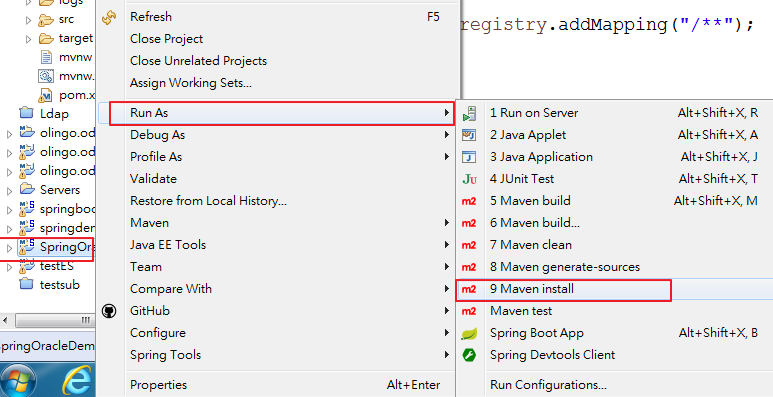 logs
src
target
mvnw
mvnw.
pom.x
Ldap
olingo.od
olingo.od
olingo.od
Servers
springboo
springden
SpringOra
testES
testsub
pringOracleDem
Refresh F5
Close Project
Close Unrelated Projects
Assign Working Sets...
Run As
Debug As
Profile As
Validate
Restore from Local History...
Maven
Java EE Tools
Team
Compare With
GitHub
Configure
Spring Tools
Properties Alt+Enter
registry.addMapping("/**");
1 Run on Server Alt+Shift+X, R
2 Java Applet Alt+Shift+X, A
3 Java Application Alt+Shift+X, J
4 JUnit Test Alt+Shift+X, T
5 Maven build Alt+Shift+X, M
6 Maven build...
7 Maven clean
8 Maven generate-sources
9 Maven install
Maven test
Spring Boot App Alt+Shift+X, B
Spring Devtools Client
Run Configurations...